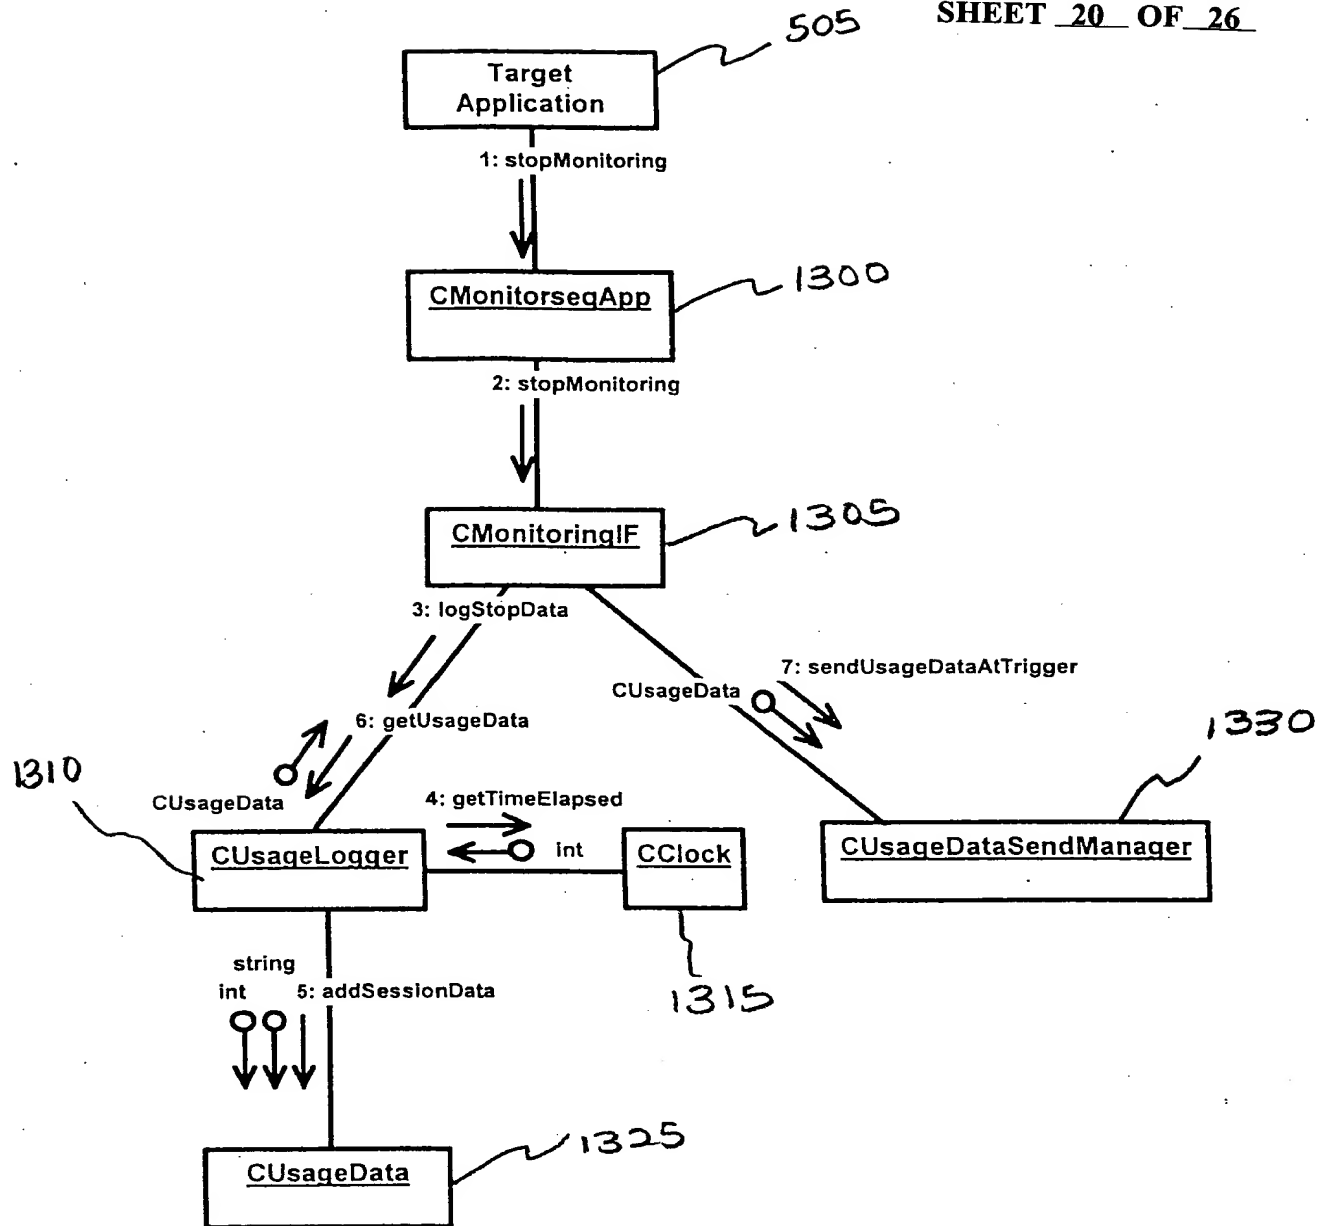 SHEET 20 OF 26
505
Target
Application
1: stopMonitoring
CMonitorseqApp
1300
2: stopMonitoring
CMonitoringIF
1305
3: logStopData
7: sendUsageDataAtTrigger
CUsageData
6: getUsageData
1330
1310
CUsageData
4: getTimeElapsed
int
CUsageLogger
CClock
CUsageDataSendManager
string
int
5: addSessionData
1315
1325
CUsageData